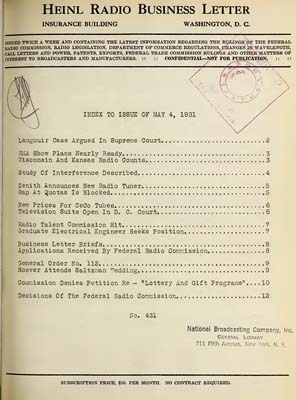 HEINL RADIO BUSINESS LETTER
INSURANCE BUILDING WASHINGTON, D. C.
ISSUED TWICE A WEEK AND CONTAINING THE LATEST INFORMATION REGARDING THE RULINGS OF THE FEDERAL
RADIO COMMISSION, RADIO LEGISLATION, DEPARTMENT OF COMMERCE REGULATIONS, CHANGES IN WAVELENGTH,
CALL LETTERS AND POWER, PATENTS, EXPORTS, FEDERAL TRADE COMMISSION RULINGS AND OTHER MATTERS OF
INTEREST TO BROADCASTERS AND MANUFACTURERS. :: :: CONFIDENTIAL—NOT FOR PUBLICATION. :: ::
INDEX TO ISSUE OF MAY 4, 1931
Langmuir Case Argued In Supreme Court....................2
RMA Show Plans Nearly Ready..............................3
Wisconsin And Kansas Radio Counts........................3
Study Of Interference Described..........................4
Zenith Announces New Radio Tuner.........................5
Rap At Quotas Is Blocked.................................5
New Prices For CeCo Tubes................................6
Television Suits Open In D. C. Court.....................6
Radio Talent Commission Hit..............................7
Graduate Electrical Engineer Seeks Position..............7
Business Letter Briefs...................................8
Applications Received By Federal Radio Commission........8
General Order No. 113....................................9
Hoover Attends Saltzman Wedding..........................9
Commission Denies Petition Re - "Lottery And Gift Programs"....10
Decisions Of The Federal Radio Commission................12
No. 431
National Broadcasting Company, Inc.
GENERAL LIBRARY
711 Fifth Avenue, New York, N. Y.
SUBSCRIPTION PRICE, $10. PER MONTH. NO CONTRACT REQUIRED.